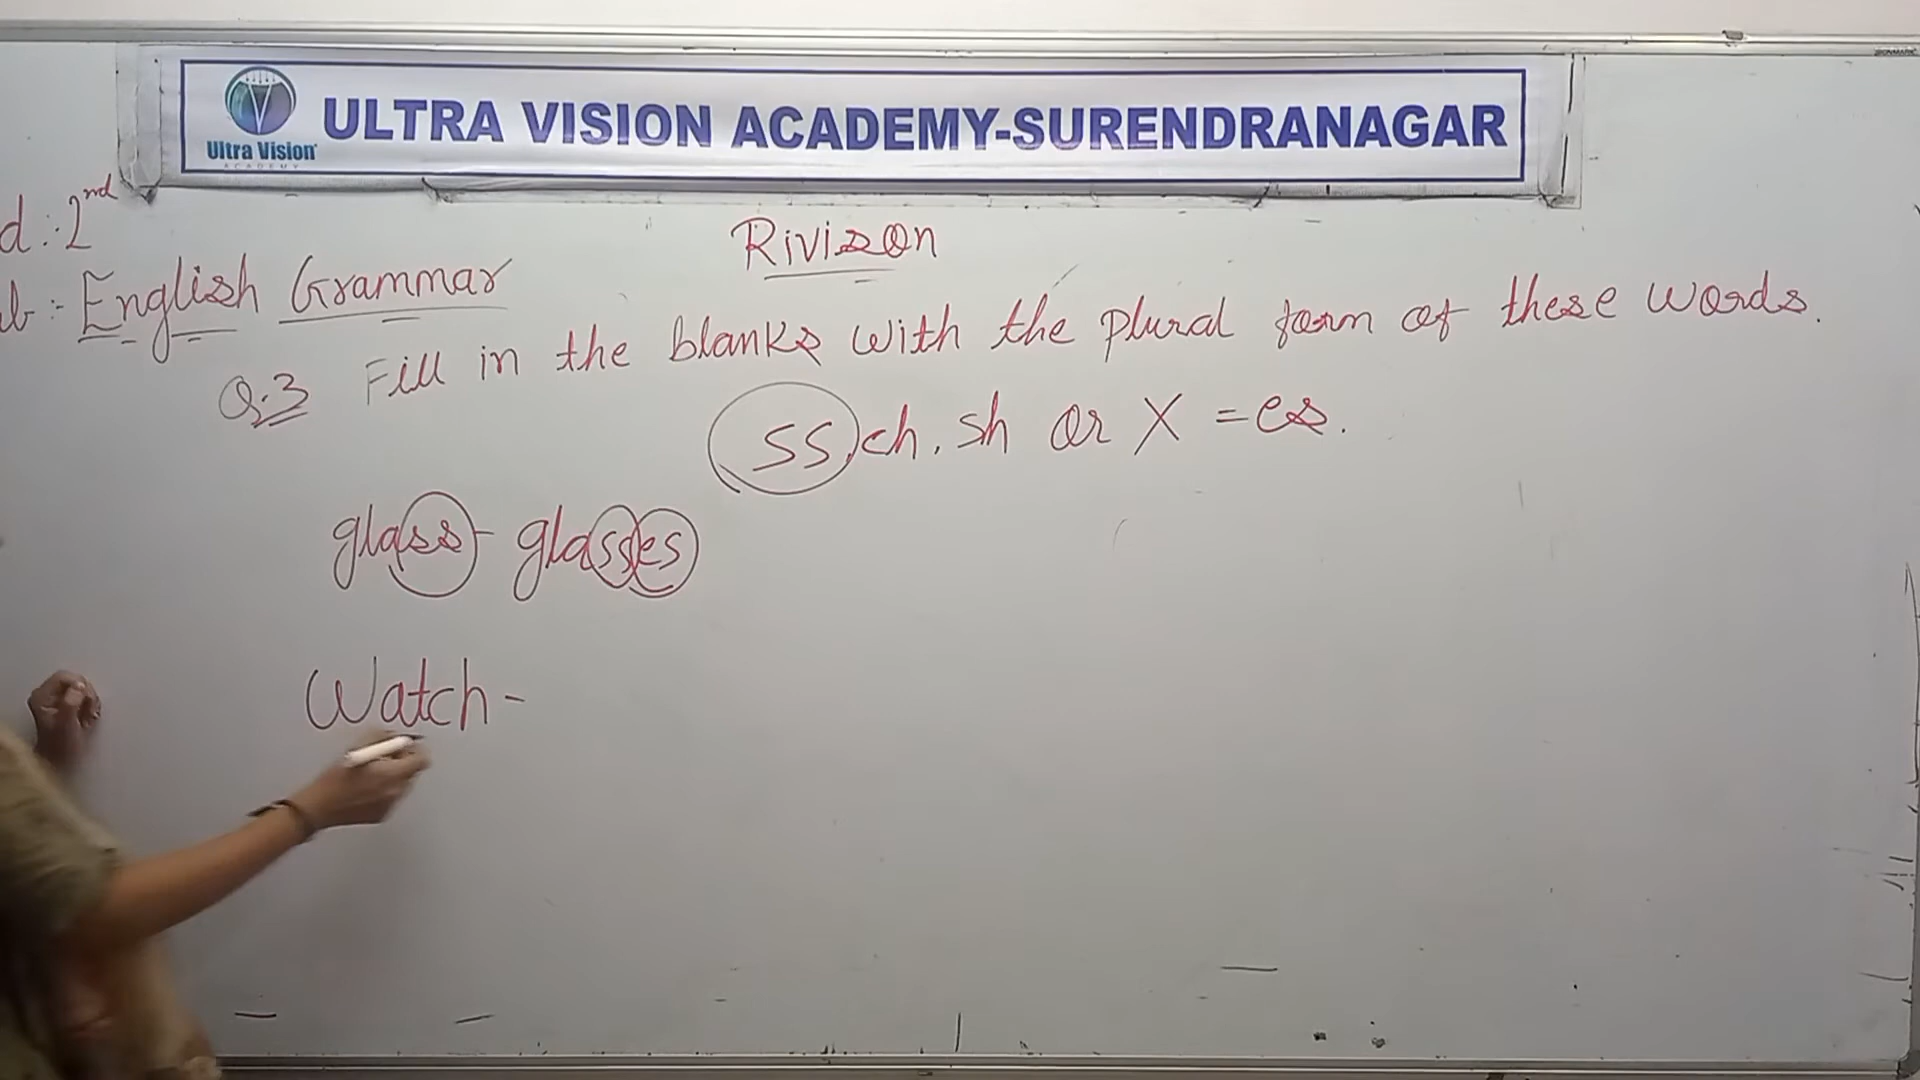 Ultra Vision
ACADEMY
ULTRA VISION ACADEMY-SURENDRANAGAR
d:-2nd
b:- English Grammar
Rivison
Q.3 Fill in the blanks with the plural form of these words.
ss, ch, sh or X = es.
glass - glasses
Watch -